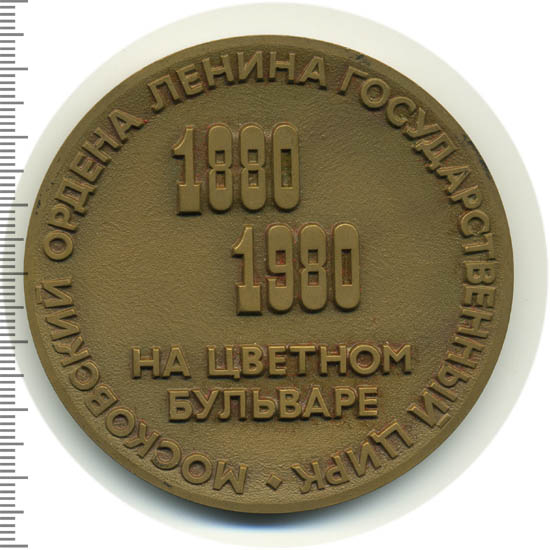 МОСКОВСКИЙ ОРДЕНА ЛЕНИНА ГОСУДАРСТВЕННЫЙ ЦИРК •
1880
1980
НА ЦВЕТНОМ
БУЛЬВАРЕ